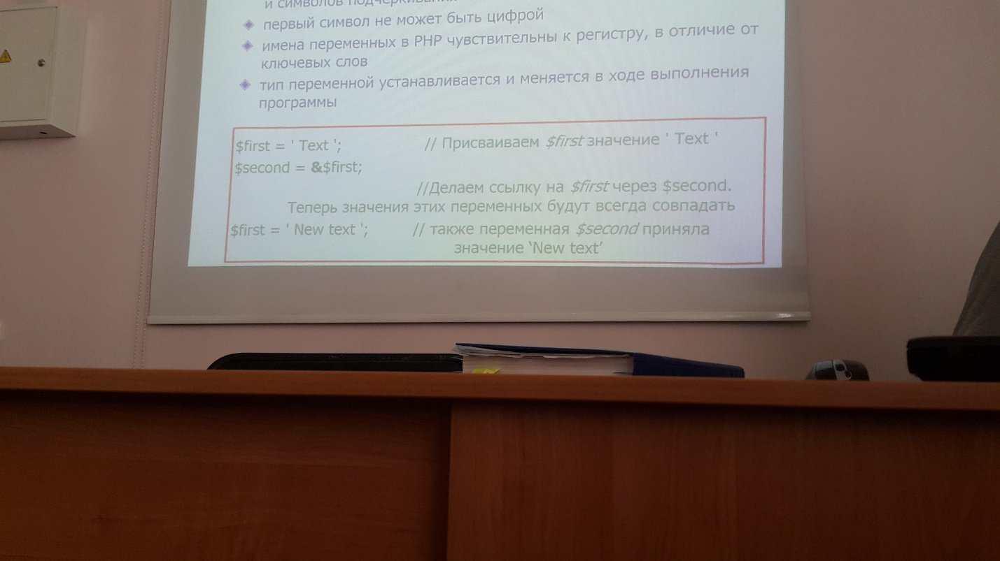 и символов подчеркивания
первый символ не может быть цифрой
имена переменных в PHP чувствительны к регистру, в отличие от
ключевых слов
тип переменной устанавливается и меняется в ходе выполнения
программы
$first = ' Text '; // Присваиваем $first значение ' Text '
$second = &$first;
//Делаем ссылку на $first через $second.
Теперь значения этих переменных будут всегда совпадать
$first = ' New text '; // также переменная $second приняла
значение ‘New text’